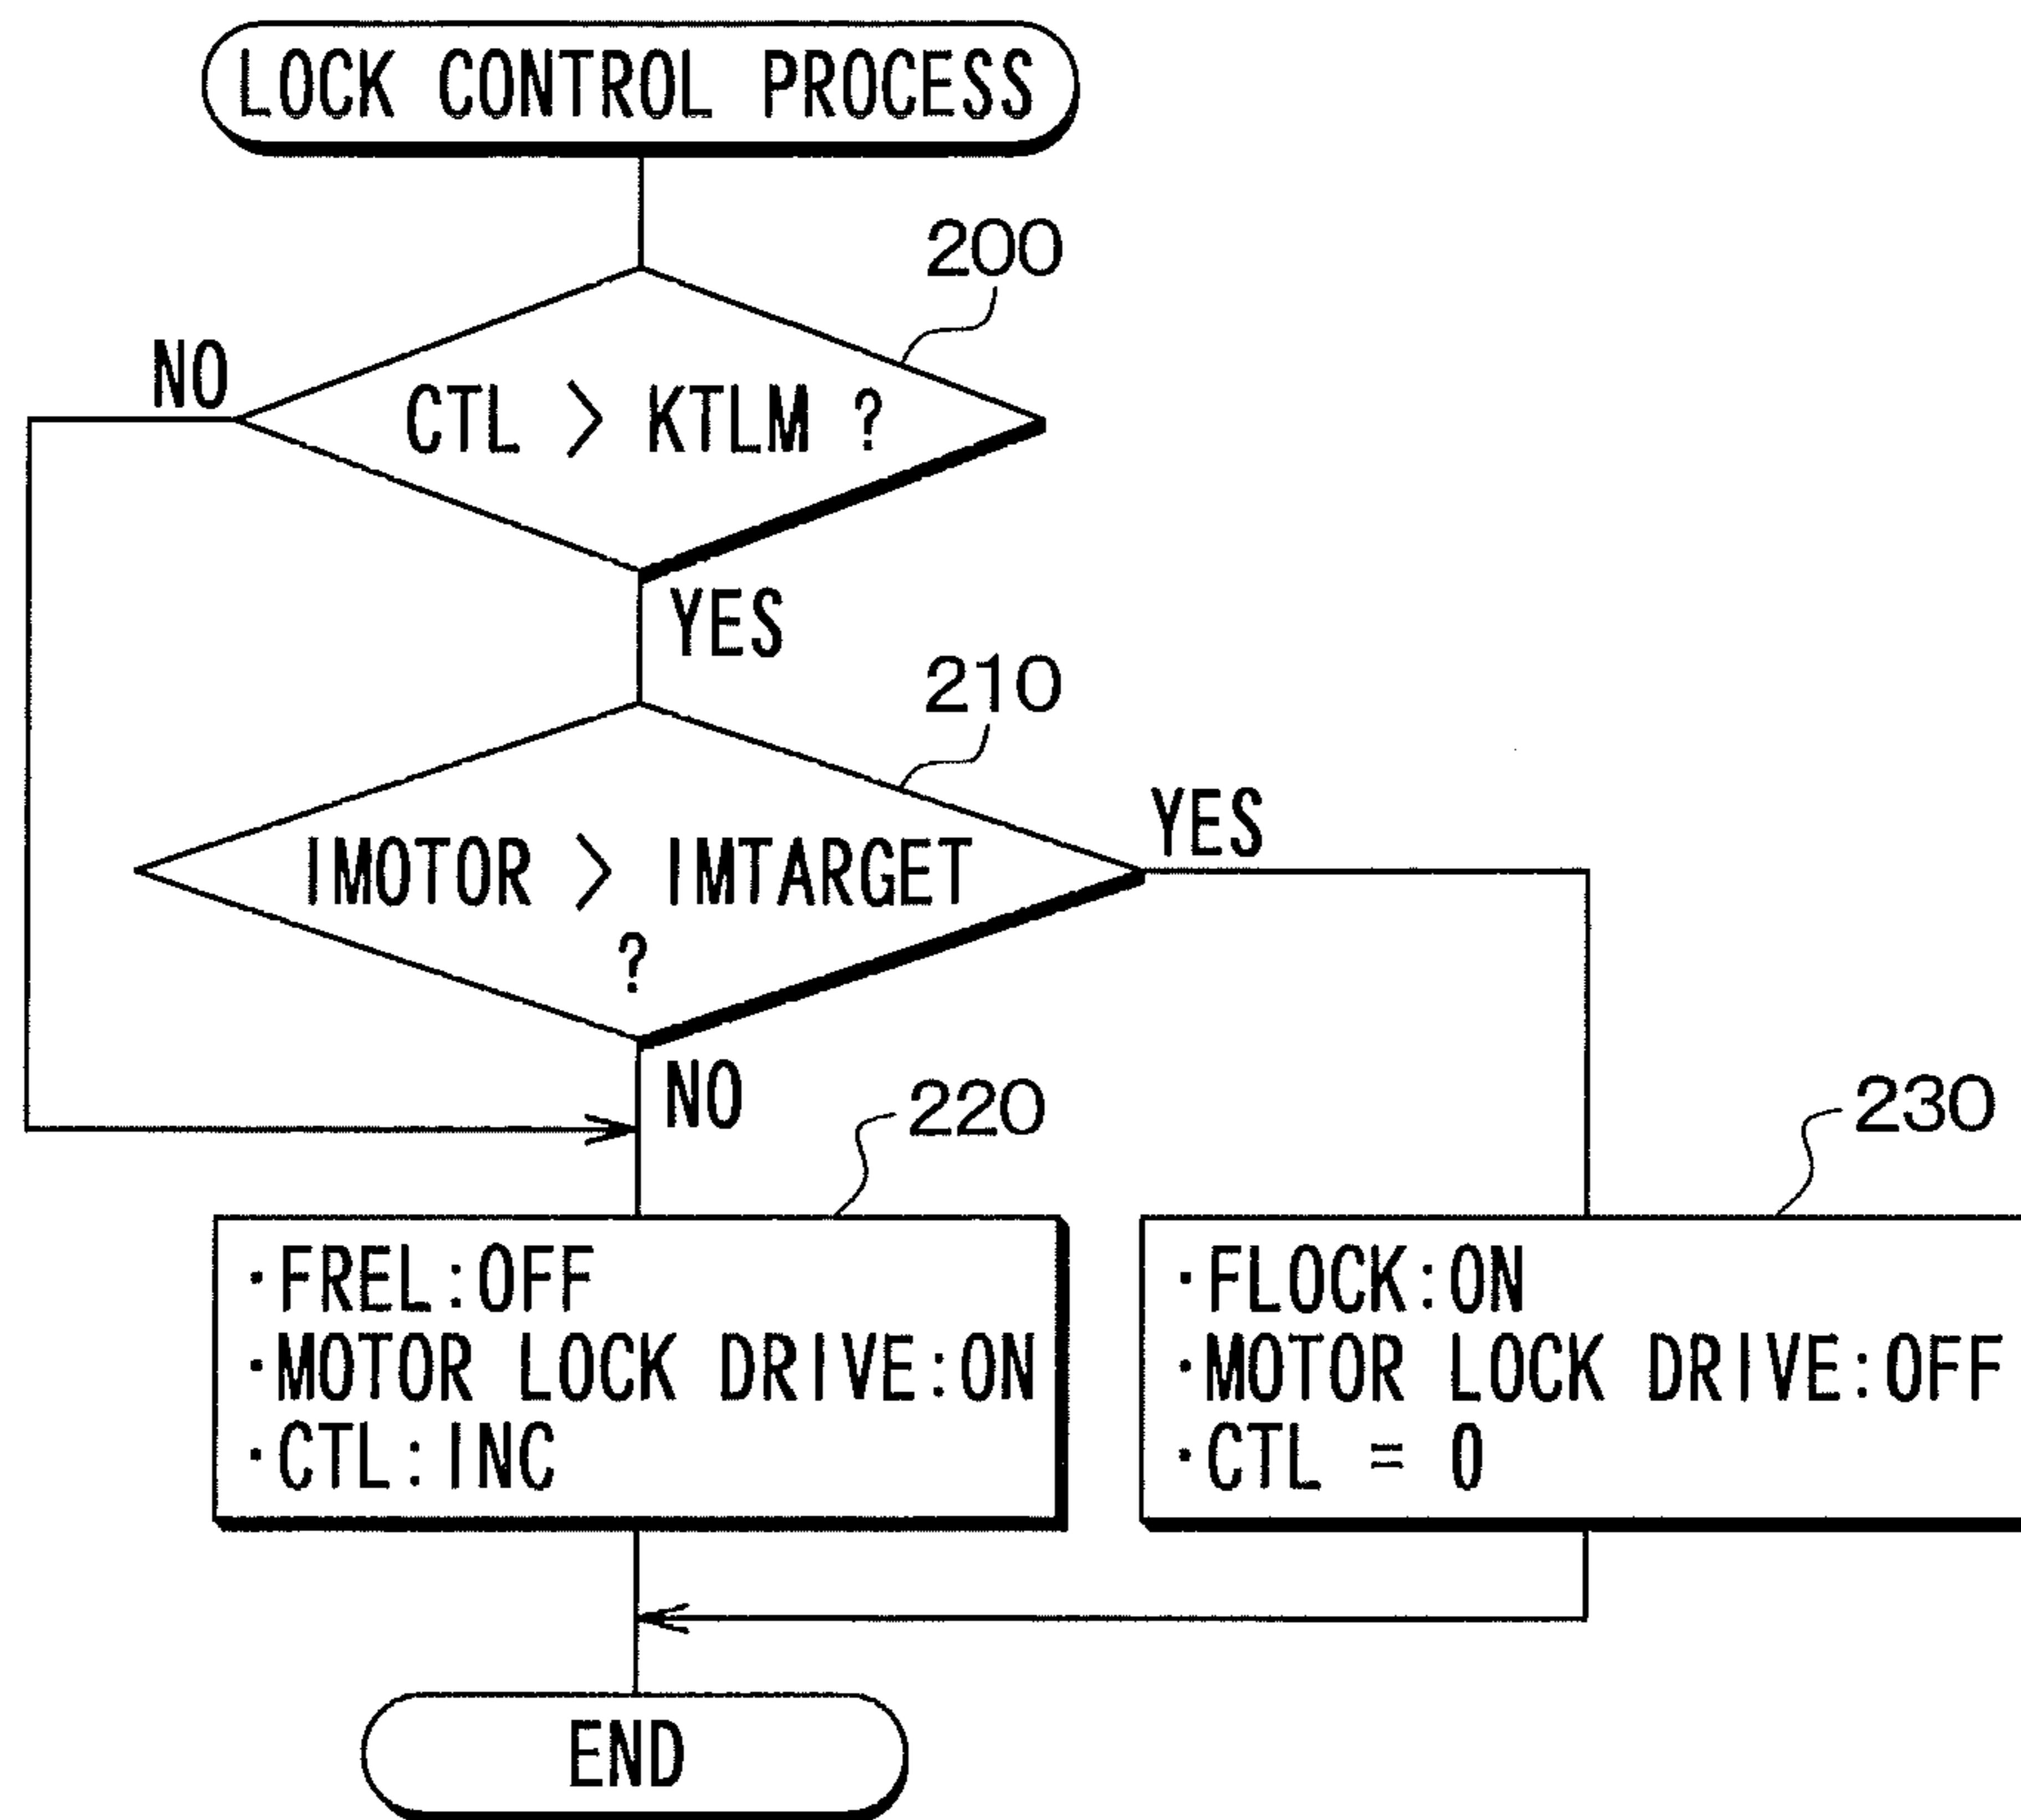 LOCK CONTROL PROCESS
200
NO
CTL > KTLM ?
YES
210
YES
IMOTOR > IMTARGET
?
NO
220
230
·FREL:OFF
·MOTOR LOCK DRIVE:ON
·CTL:INC
·FLOCK:ON
·MOTOR LOCK DRIVE:OFF
·CTL = 0
END